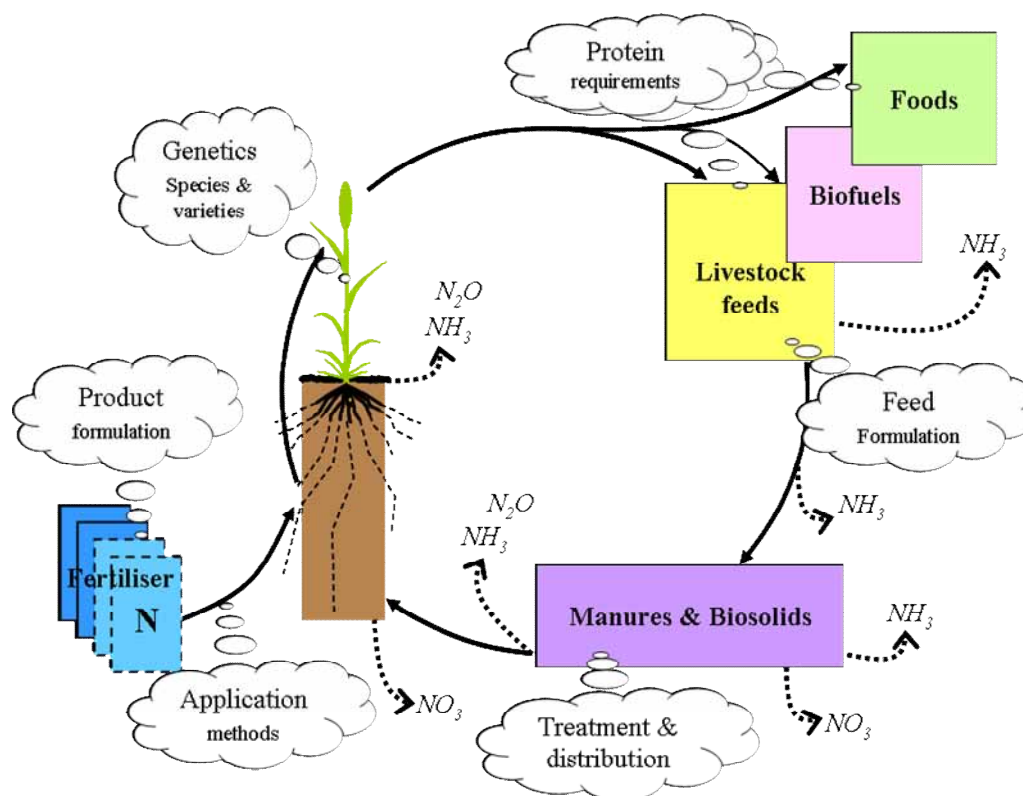 Protein
requirements
Foods
Genetics
Species &
varieties
Biofuels
Livestock
feeds
NH₃
N₂O
NH₃
Product
formulation
Feed
Formulation
N₂O
NH₃
NH₃
Fertiliser
N
Manures & Biosolids
NH₃
Application
methods
NO₃
Treatment &
distribution
NO₃